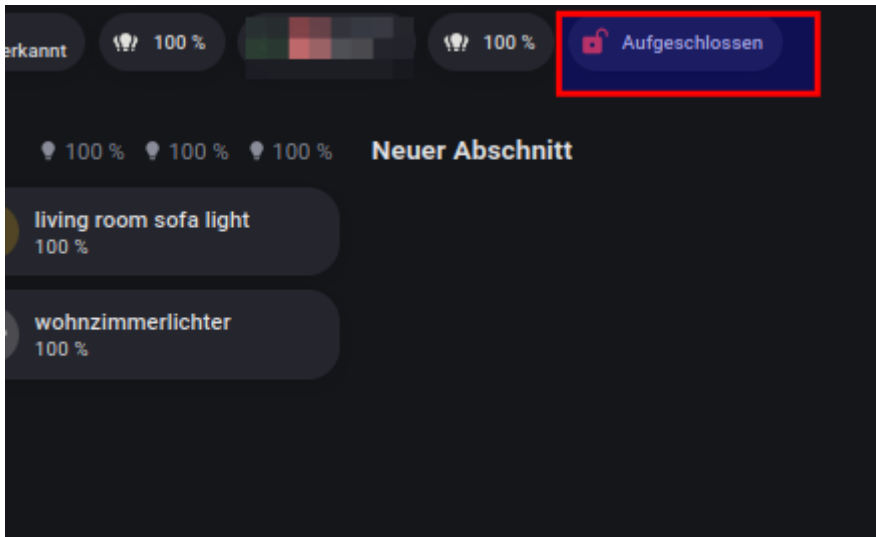 erkannt 100 % 100 % Aufgeschlossen
100 % 100 % 100 % Neuer Abschnitt
living room sofa light
100 %
wohnzimmerlichter
100 %